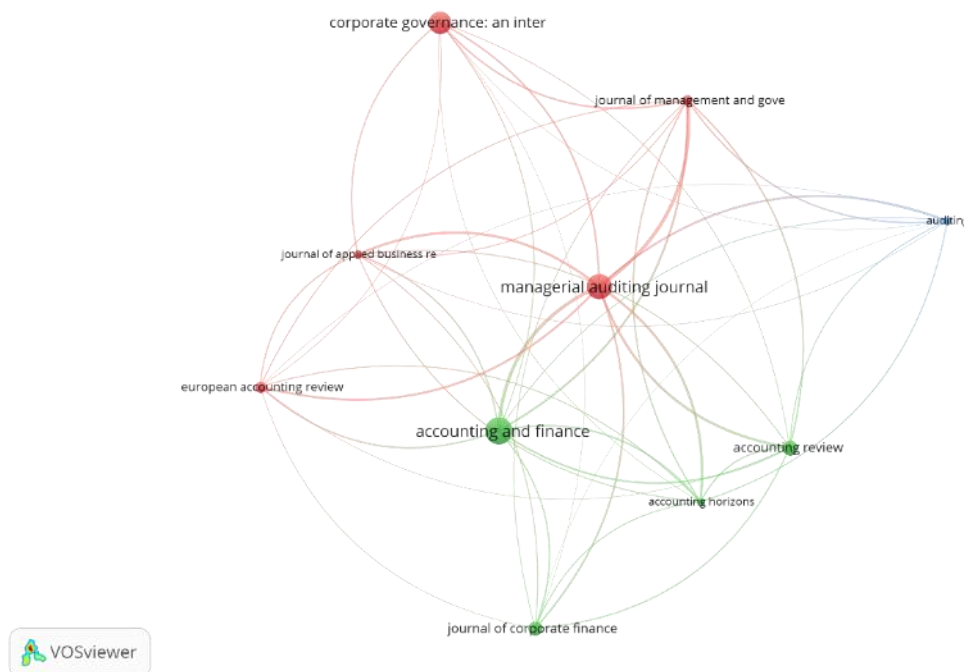 corporate governance: an inter
journal of management and gove
auditing
journal of applied business re
managerial auditing journal
european accounting review
accounting and finance
accounting review
accounting horizons
journal of corporate finance
VOSviewer